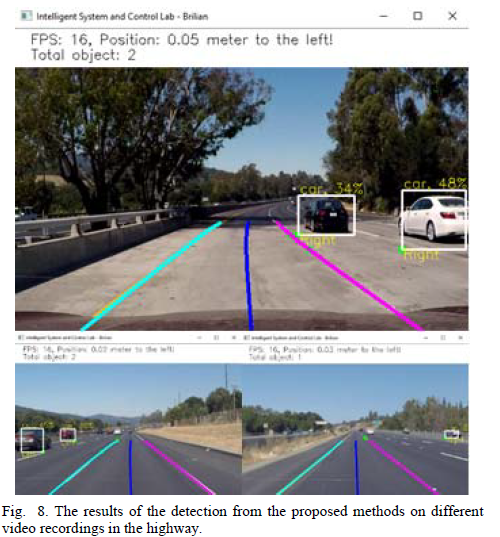 Intelligent System and Control Lab - Brilian
FPS: 16, Position: 0.05 meter to the left!
Total object: 2
car, 34%
car, 48%
Right
Right
Intelligent System and Control Lab - Brilian
Intelligent System and Control Lab - Brilian
FPS: 16, Position: 0.02 meter to the left!
FPS: 16, Position: 0.02 meter to the left!
Total object: 2
Total object: 1
Fig. 8. The results of the detection from the proposed methods on different
video recordings in the highway.